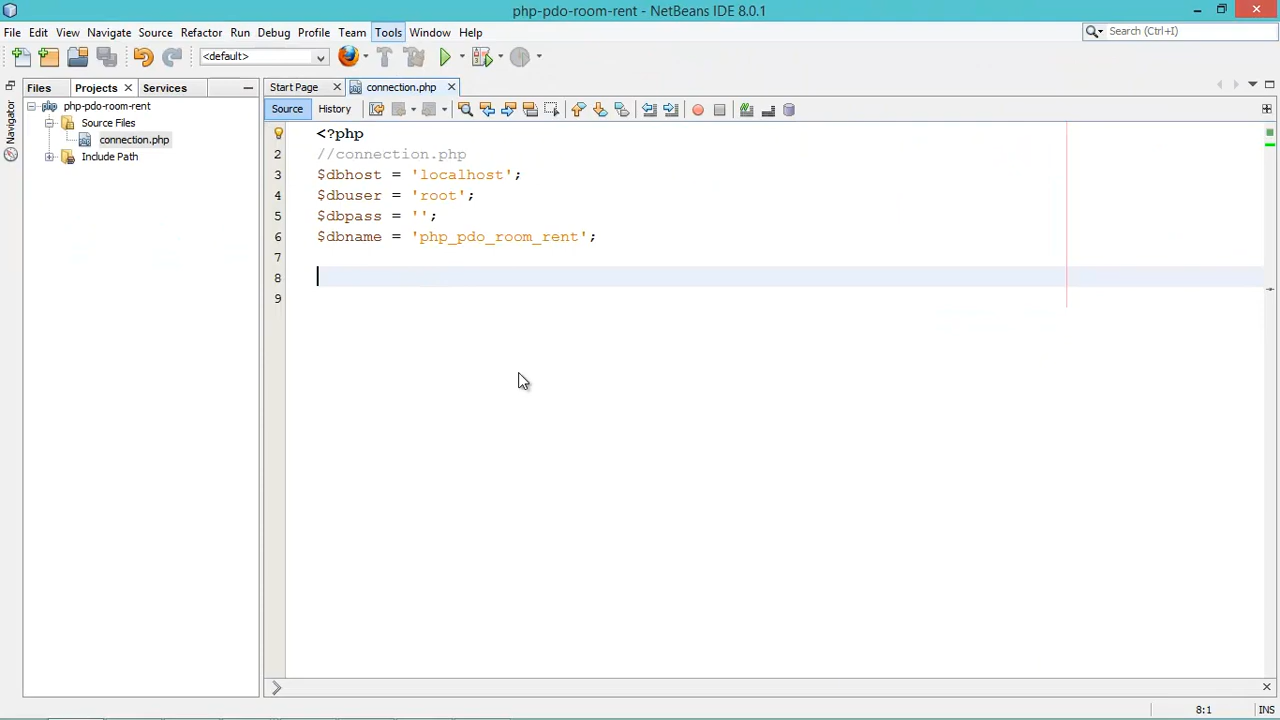 php-pdo-room-rent - NetBeans IDE 8.0.1
File Edit View Navigate Source Refactor Run Debug Profile Team Tools Window Help
Search (Ctrl+I)
<default>
Files Projects Services
Start Page connection.php
Navigator
php-pdo-room-rent
Source Files
connection.php
Include Path
Source History
<?php
2 //connection.php
3 $dbhost = 'localhost';
4 $dbuser = 'root';
5 $dbpass = '';
6 $dbname = 'php_pdo_room_rent';
7
8
9
8:1 INS